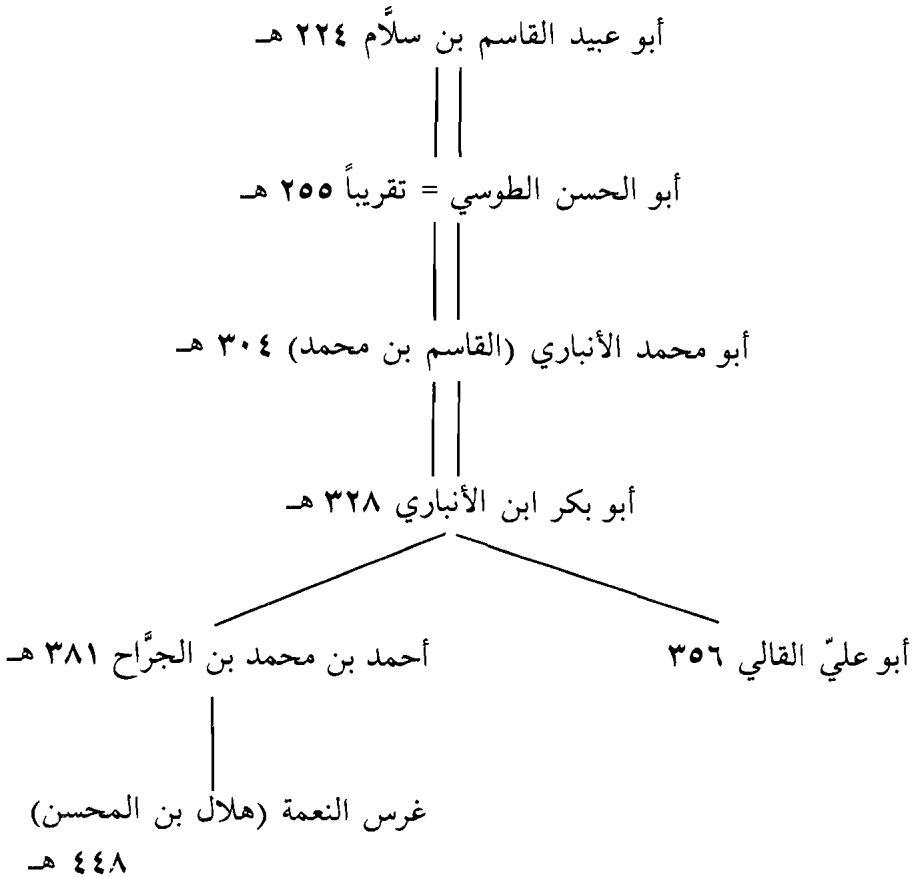 أبو عبيد القاسم بن سلَّام ٢٢٤ هـ
أبو الحسن الطوسي = تقريباً ٢٥٥ هـ
أبو محمد الأنباري (القاسم بن محمد) ٣٠٤ هـ
أبو بكر ابن الأنباري ٣٢٨ هـ
أبو عليّ القالي ٣٥٦
أحمد بن محمد بن الجرَّاح ٣٨١ هـ
غرس النعمة (هلال بن المحسن)
٤٤٨ هـ